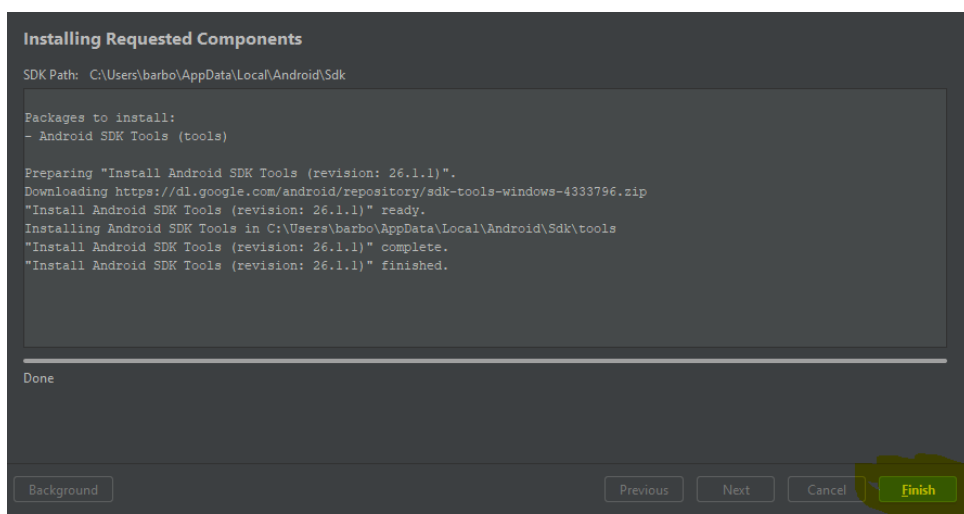 Installing Requested Components
SDK Path: C:\Users\barbo\AppData\Local\Android\Sdk
Packages to install:
- Android SDK Tools (tools)
Preparing "Install Android SDK Tools (revision: 26.1.1)".
Downloading https://dl.google.com/android/repository/sdk-tools-windows-4333796.zip
"Install Android SDK Tools (revision: 26.1.1)" ready.
Installing Android SDK Tools in C:\Users\barbo\AppData\Local\Android\Sdk\tools
"Install Android SDK Tools (revision: 26.1.1)" complete.
"Install Android SDK Tools (revision: 26.1.1)" finished.
Done
Background Previous Next Cancel Finish